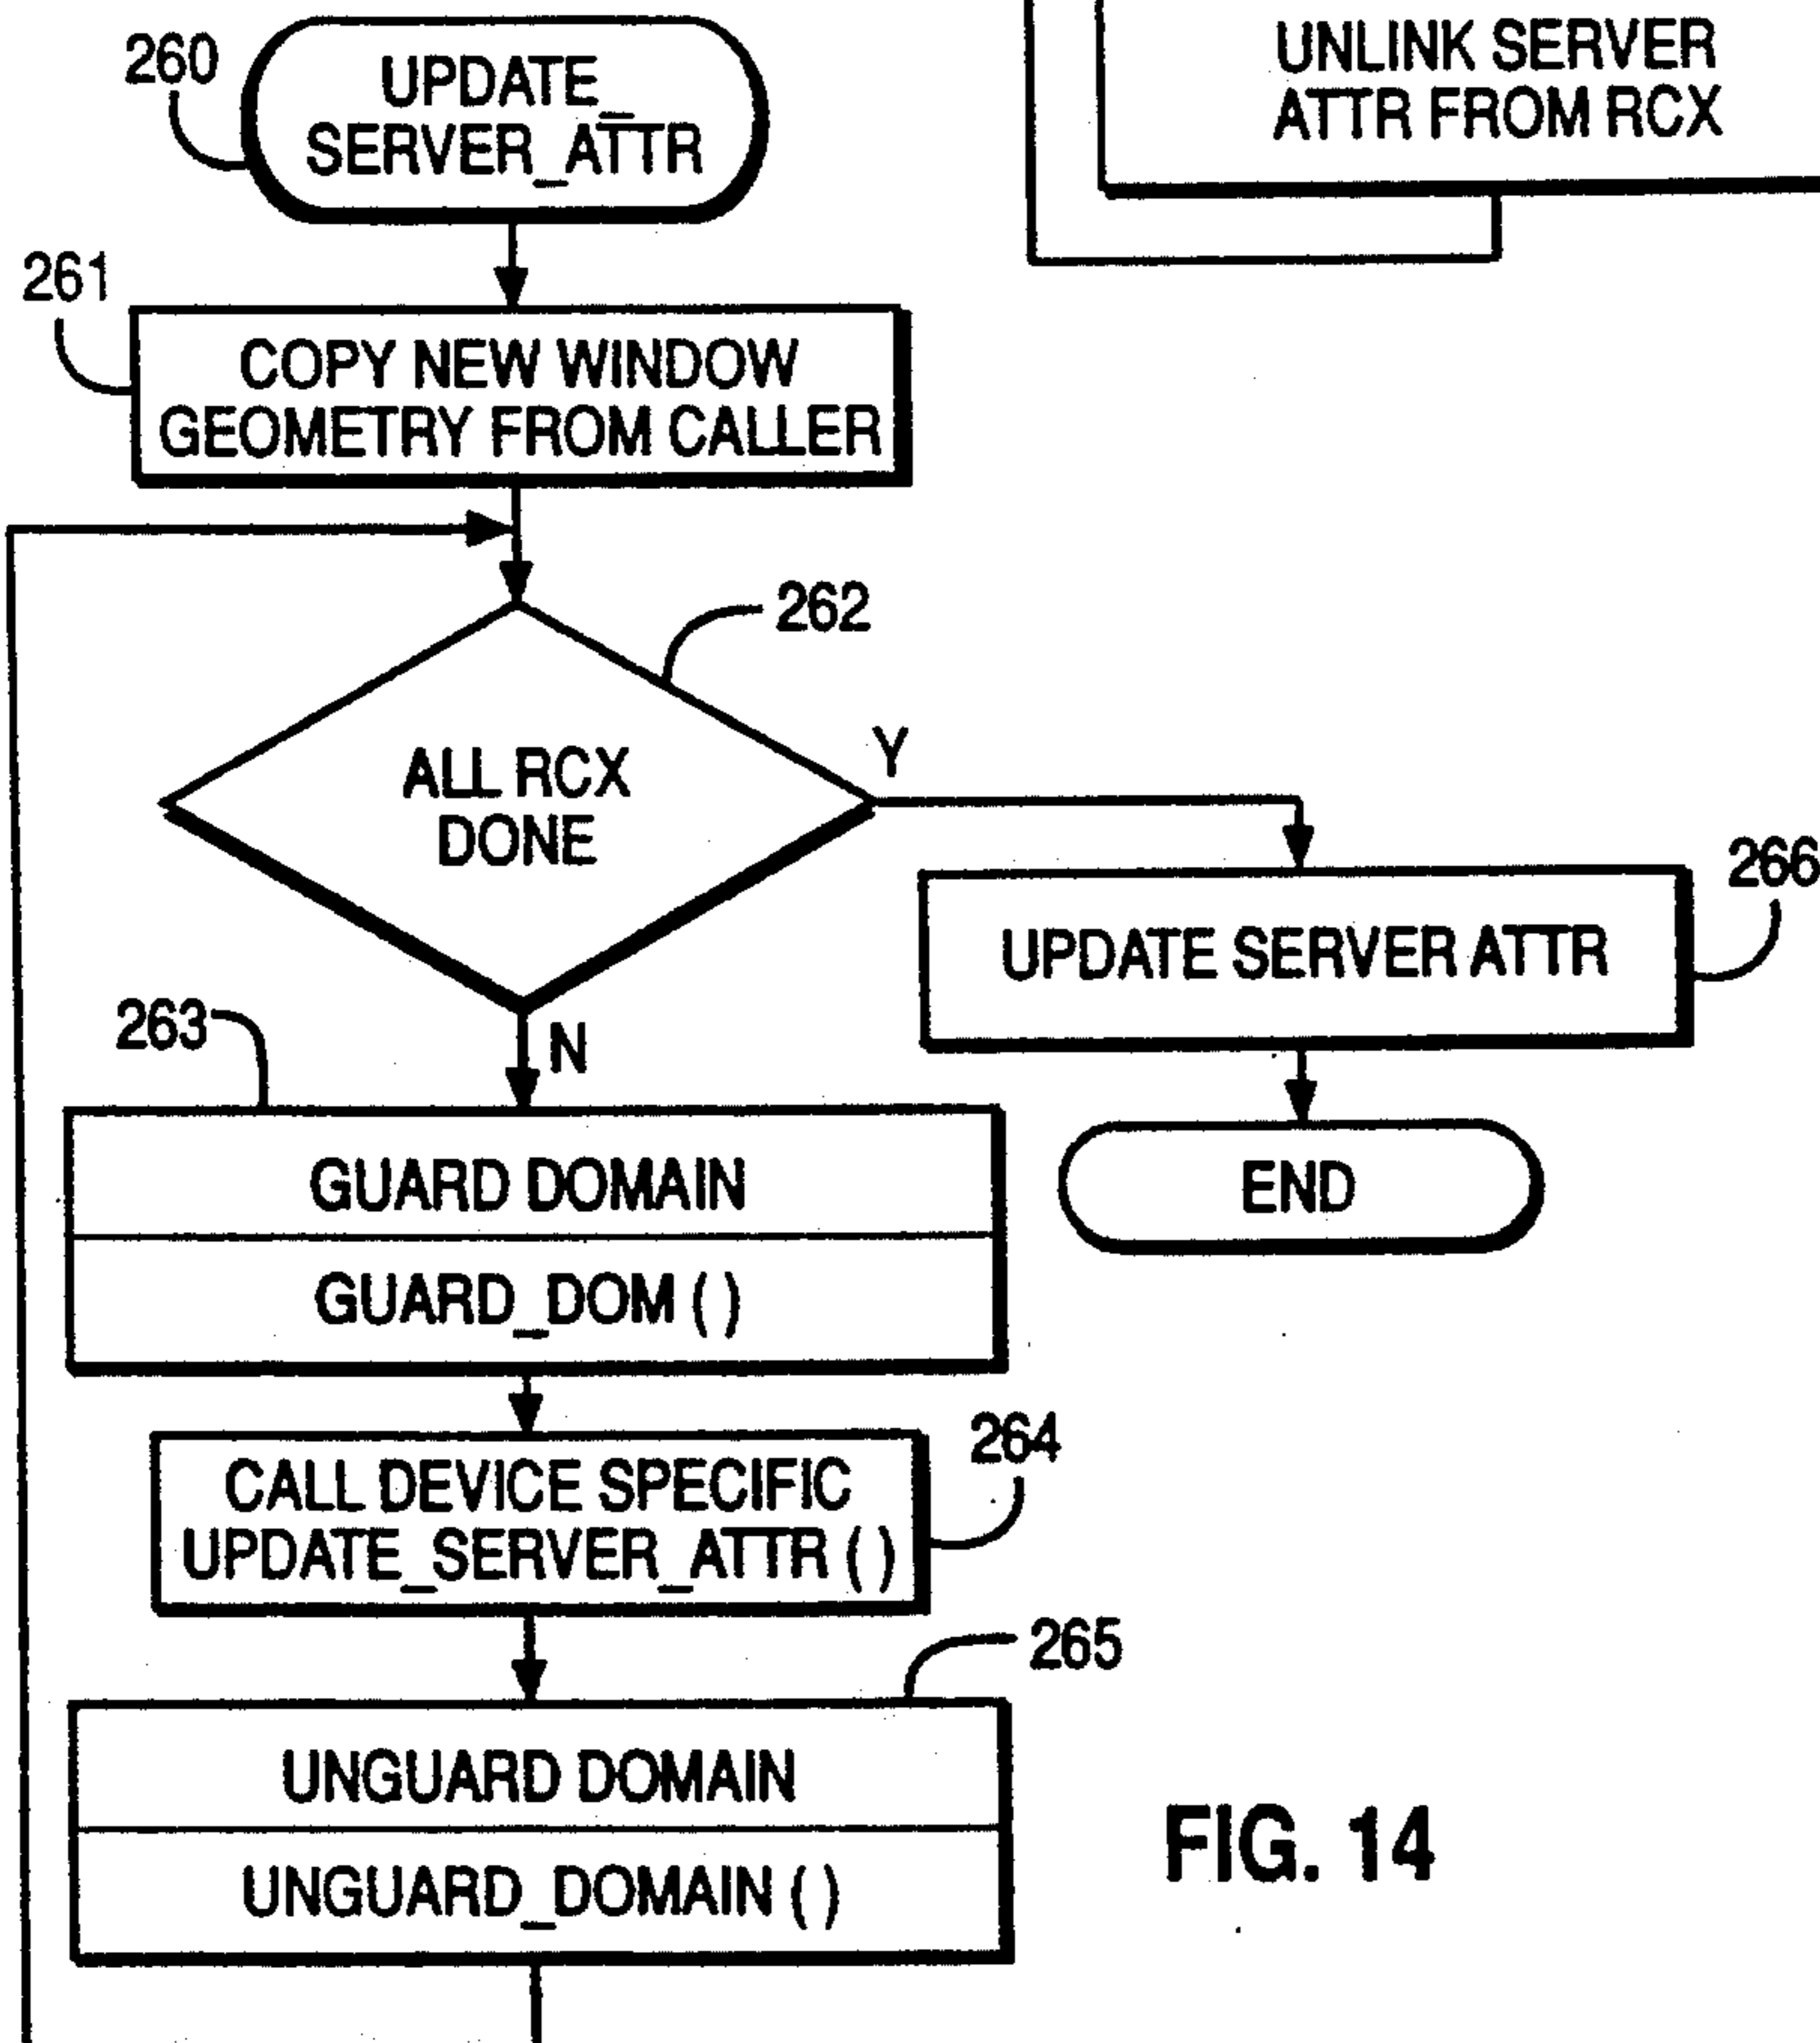 260
UPDATE_
SERVER_ATTR
UNLINK SERVER
ATTR FROM RCX
261
COPY NEW WINDOW
GEOMETRY FROM CALLER
262
ALL RCX
DONE
Y
266
UPDATE SERVER ATTR
263
N
GUARD DOMAIN
GUARD_DOM ( )
END
264
CALL DEVICE SPECIFIC
UPDATE_SERVER_ATTR ( )
265
UNGUARD DOMAIN
UNGUARD_DOMAIN ( )
FIG. 14